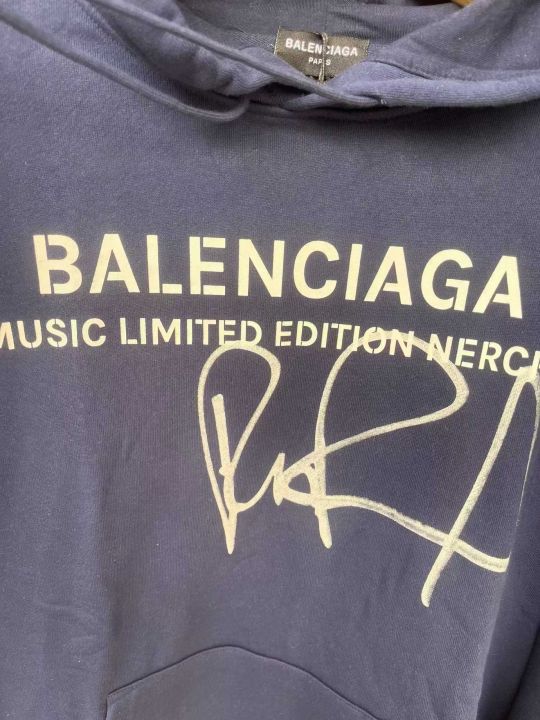 BALENCIAGA
PARIS
BALENCIAGA
MUSIC LIMITED EDITION